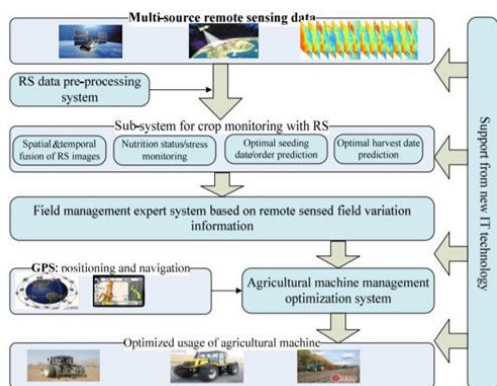 Multi-source remote sensing data
RS data pre-processing
system
Sub-system for crop monitoring with RS
Spatial&temporal
fusion of RS images
Nutrition status/stress
monitoring
Optimal seeding
date/order prediction
Optimal harvest date
prediction
Field management expert system based on remote sensed field variation
information
GPS: positioning and navigation
Agricultural machine management
optimization system
Optimized usage of agricultural machine
Support from new IT technology